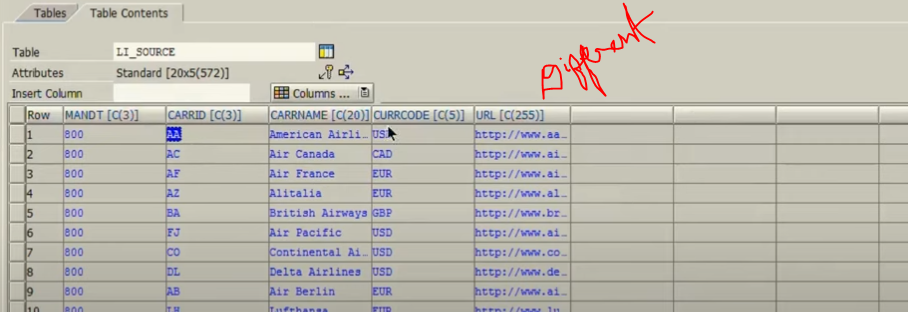 Tables Table Contents
Different
Table LI_SOURCE
Attributes Standard [20x5(572)]
Insert Column Columns ...
Row MANDT [C(3)] CARRID [C(3)] CARRNAME [C(20)] CURRCODE [C(5)] URL [C(255)]
1 800 AA American Airli… USD http://www.aa…
2 800 AC Air Canada CAD http://www.ai…
3 800 AF Air France EUR http://www.ai…
4 800 AZ Alitalia EUR http://www.al…
5 800 BA British Airways GBP http://www.br…
6 800 FJ Air Pacific USD http://www.ai…
7 800 CO Continental Ai… USD http://www.co…
8 800 DL Delta Airlines USD http://www.de…
9 800 AB Air Berlin EUR http://www.ai…
10 800 LH Lufthansa EUR http://www.lu…